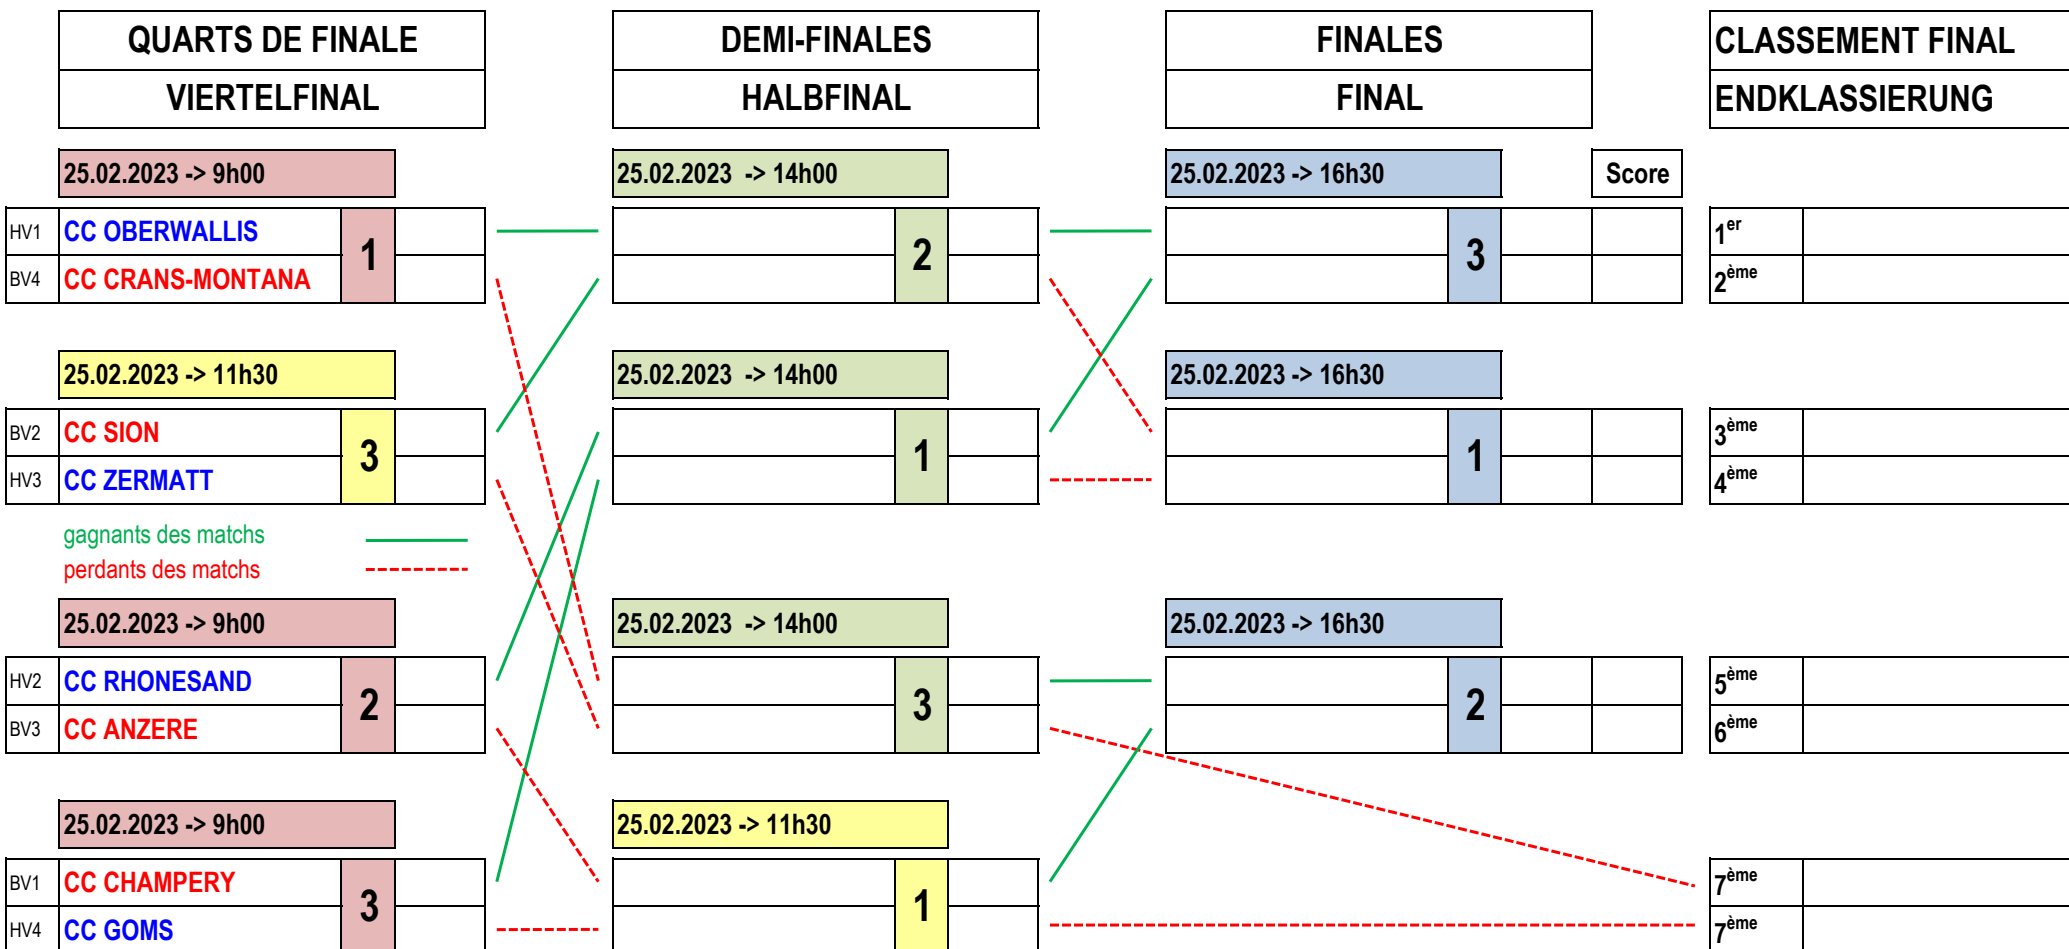 QUARTS DE FINALE
VIERTELFINAL
DEMI-FINALES
HALBFINAL
FINALES
FINAL
CLASSEMENT FINAL
ENDKLASSIERUNG
25.02.2023 -> 9h00
25.02.2023 -> 14h00
25.02.2023 -> 16h30
Score
HV1 CC OBERWALLIS 1
BV4 CC CRANS-MONTANA
2
3
1er
2ème
25.02.2023 -> 11h30
25.02.2023 -> 14h00
25.02.2023 -> 16h30
BV2 CC SION 3
HV3 CC ZERMATT
1
1
3ème
4ème
gagnants des matchs
perdants des matchs
25.02.2023 -> 9h00
25.02.2023 -> 14h00
25.02.2023 -> 16h30
HV2 CC RHONESAND 2
BV3 CC ANZERE
3
2
5ème
6ème
25.02.2023 -> 9h00
25.02.2023 -> 11h30
BV1 CC CHAMPERY 3
HV4 CC GOMS
1
7ème
7ème